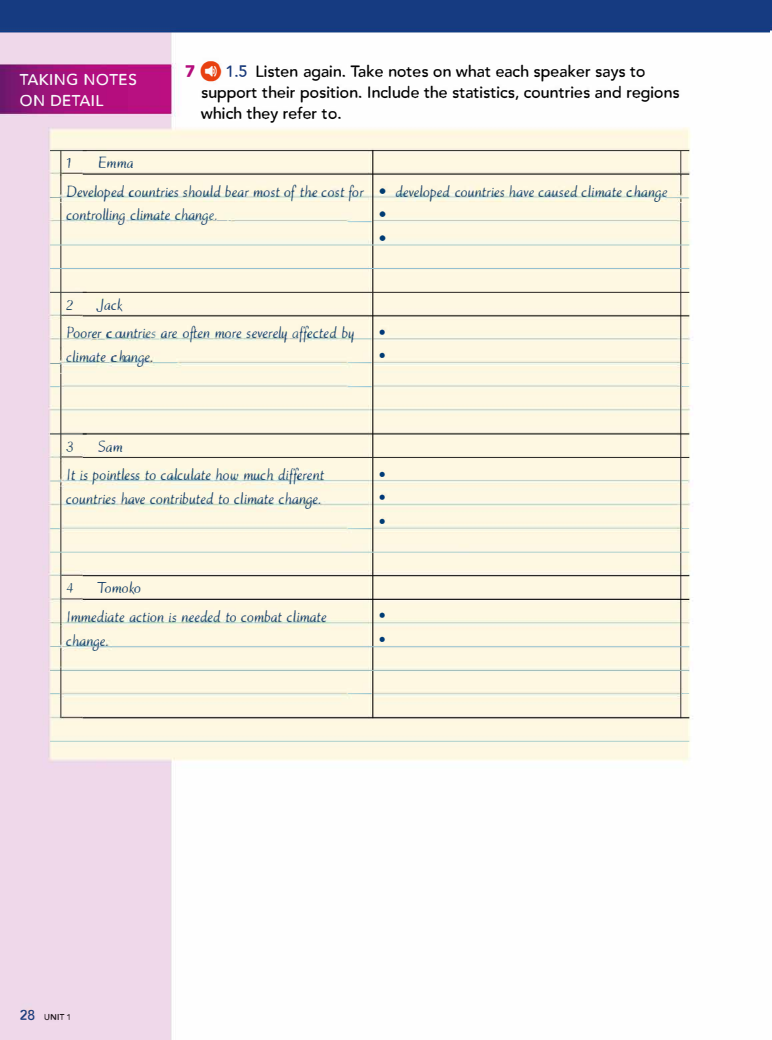 TAKING NOTES
ON DETAIL
7 1.5 Listen again. Take notes on what each speaker says to
support their position. Include the statistics, countries and regions
which they refer to.
1 Emma
Developed countries should bear most of the cost for
controlling climate change.
• developed countries have caused climate change
•
•
2 Jack
Poorer countries are often more severely affected by
climate change.
•
•
3 Sam
It is pointless to calculate how much different
countries have contributed to climate change.
•
•
•
4 Tomoko
Immediate action is needed to combat climate
change.
•
•
28 UNIT 1